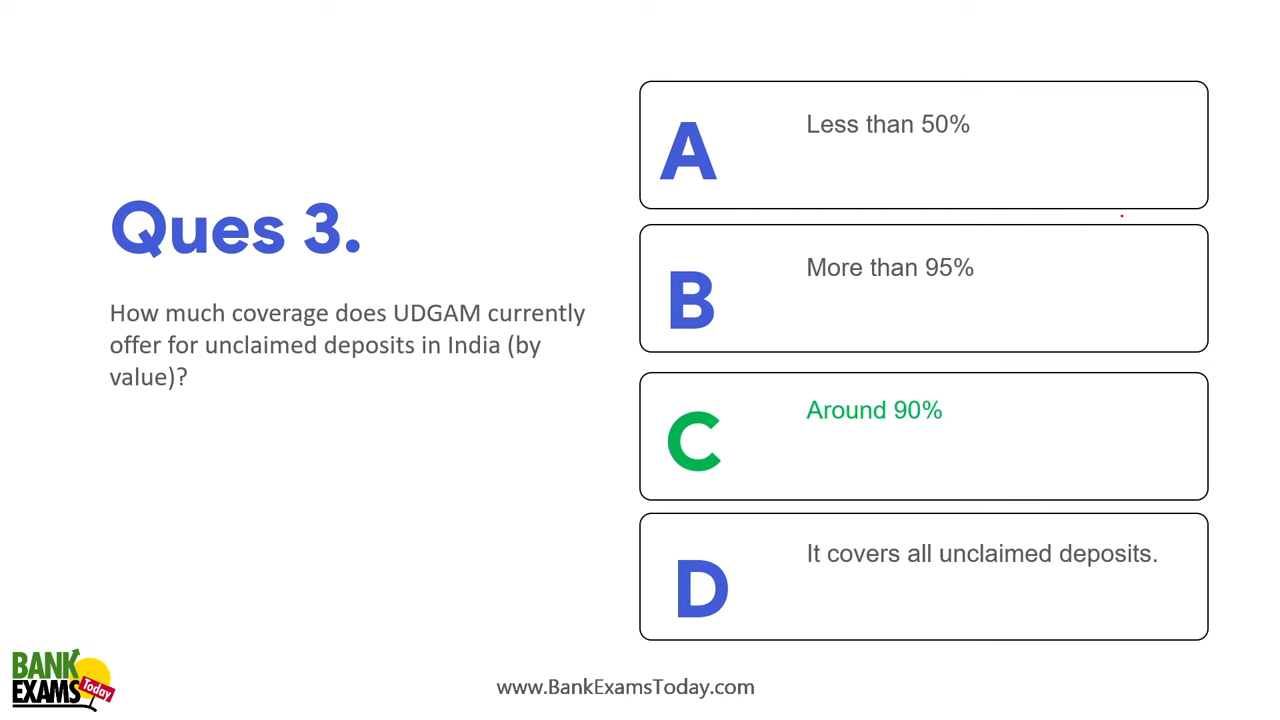 Ques 3.
How much coverage does UDGAM currently
offer for unclaimed deposits in India (by
value)?
A
Less than 50%
B
More than 95%
C
Around 90%
D
It covers all unclaimed deposits.
BANK
EXAMS
Today
www.BankExamsToday.com